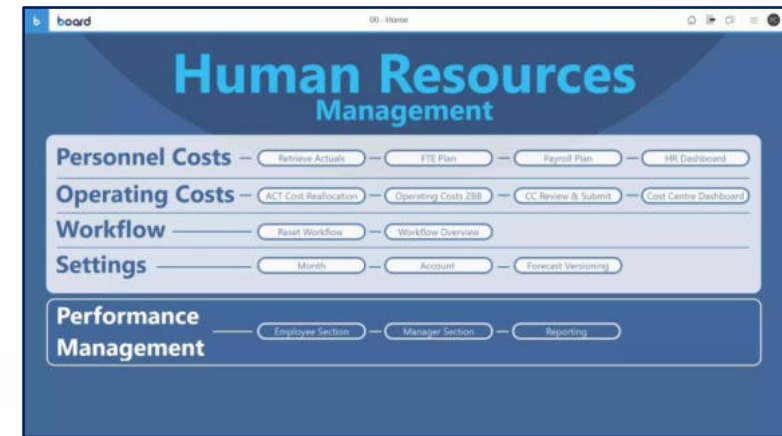 b board 00 - Home
Human Resources
Management
Personnel Costs Retrieve Actuals FTE Plan Payroll Plan HR Dashboard
Operating Costs ACT Cost Reallocation Operating Costs ZBB CC Review & Submit Cost Centre Dashboard
Workflow Reset Workflow Workflow Overview
Settings Month Account Forecast Versioning
Performance
Management Employee Section Manager Section Reporting